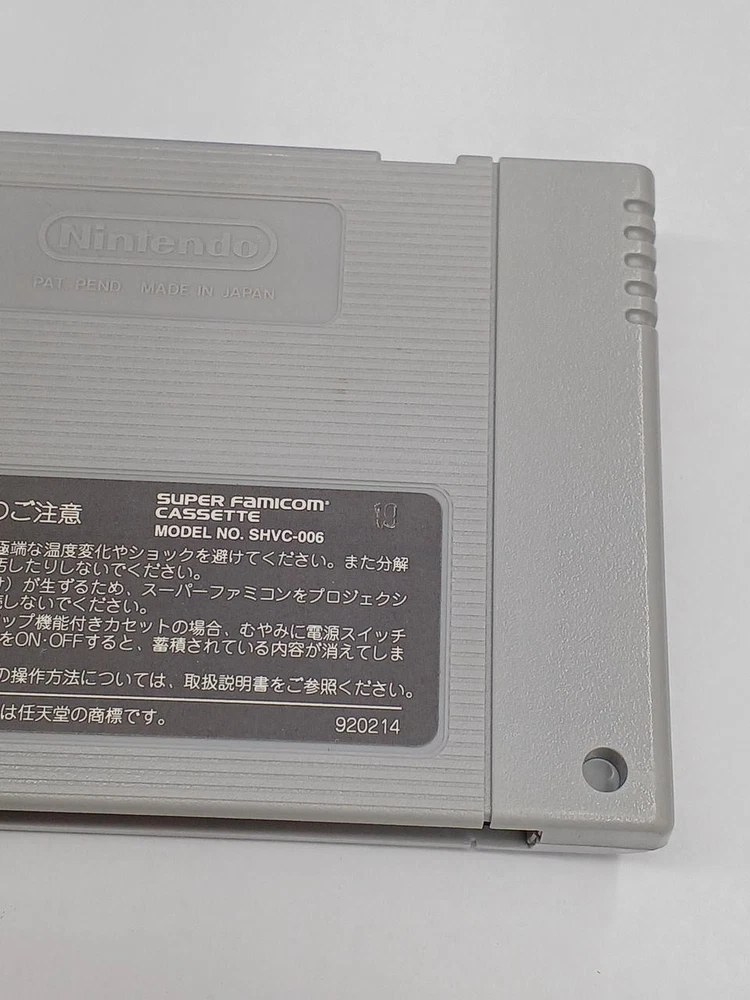 Nintendo
PAT. PEND. MADE IN JAPAN
のご注意
SUPER FAMICOM®
CASSETTE
MODEL NO. SHVC-006
10
極端な温度変化やショックを避けてください。また分解
したりしないでください。
が生ずるため、スーパーファミコンをプロジェクシ
しないでください。
ップ機能付きカセットの場合、むやみに電源スイッチ
をON·OFFすると、蓄積されている内容が消えてしま
の操作方法については、取扱説明書をご参照ください。
は任天堂の商標です。
920214